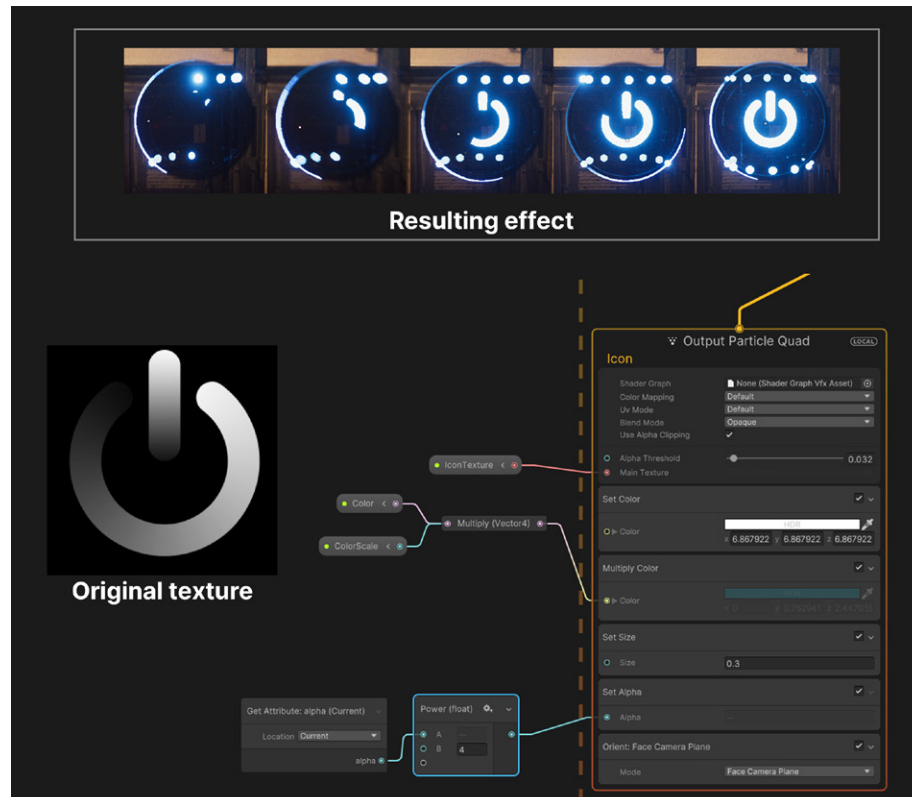 Resulting effect
Output Particle Quad
LOCAL
Icon
Shader Graph None (Shader Graph Vfx Asset)
Color Mapping Default
Uv Mode Default
Blend Mode Opaque
Use Alpha Clipping
Alpha Threshold 0.032
Main Texture
IconTexture
Set Color
Color HDR
x 6.867922 y 6.867922 z 6.867922
Color
Multiply (Vector4)
ColorScale
Multiply Color
Color
Original texture
Set Size
Size 0.3
Set Alpha
Alpha
Get Attribute: alpha (Current)
Location Current
alpha
Power (float)
A
B 4
Orient: Face Camera Plane
Mode Face Camera Plane